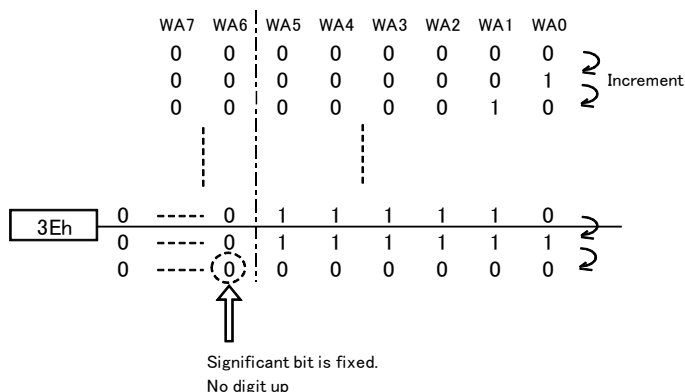 WA7 WA6 WA5 WA4 WA3 WA2 WA1 WA0
0 0 0 0 0 0 0 0
0 0 0 0 0 0 0 1 Increment
0 0 0 0 0 0 1 0
0 ----- 0 1 1 1 1 1 0
3Eh
0 ----- 0 1 1 1 1 1 1
0 ----- 0 0 0 0 0 0 0
Significant bit is fixed.
No digit up